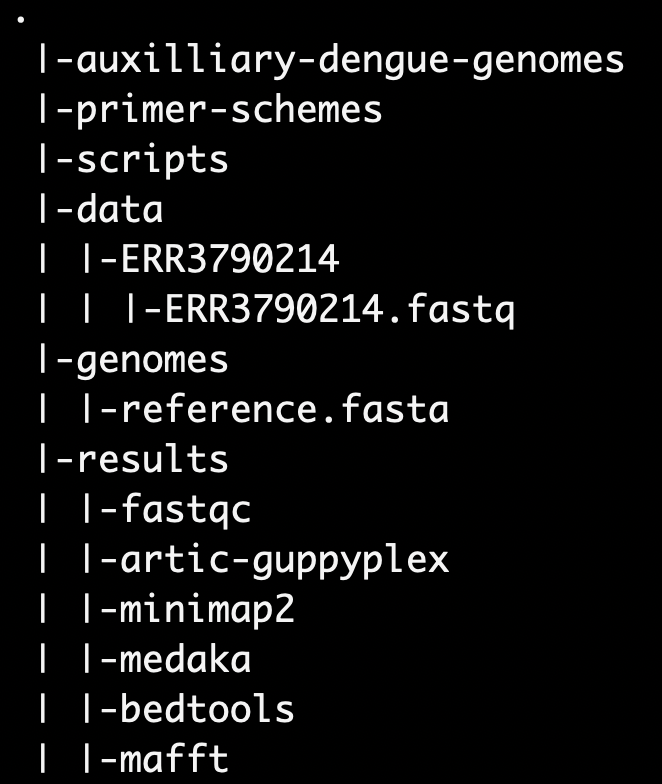 .
|-auxilliary-dengue-genomes
|-primer-schemes
|-scripts
|-data
| |-ERR3790214
| | |-ERR3790214.fastq
|-genomes
| |-reference.fasta
|-results
| |-fastqc
| |-artic-guppyplex
| |-minimap2
| |-medaka
| |-bedtools
| |-mafft